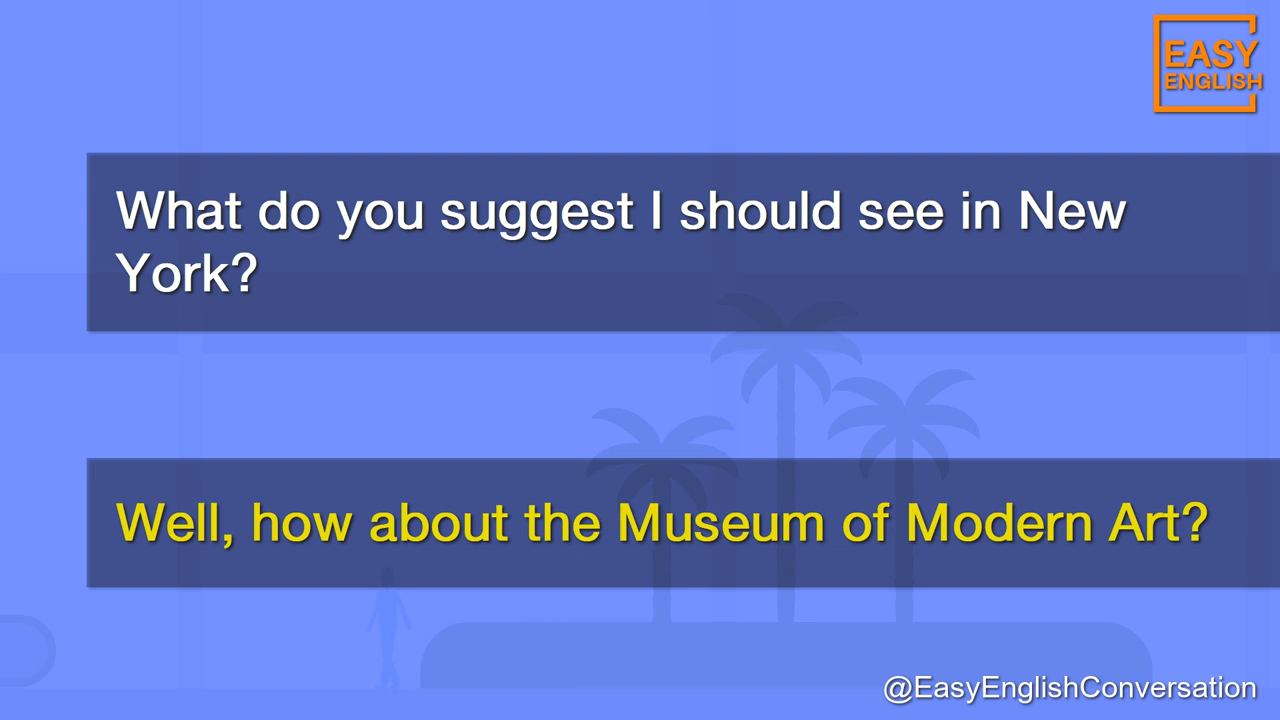 EASY
ENGLISH
What do you suggest I should see in New
York?
Well, how about the Museum of Modern Art?
@EasyEnglishConversation